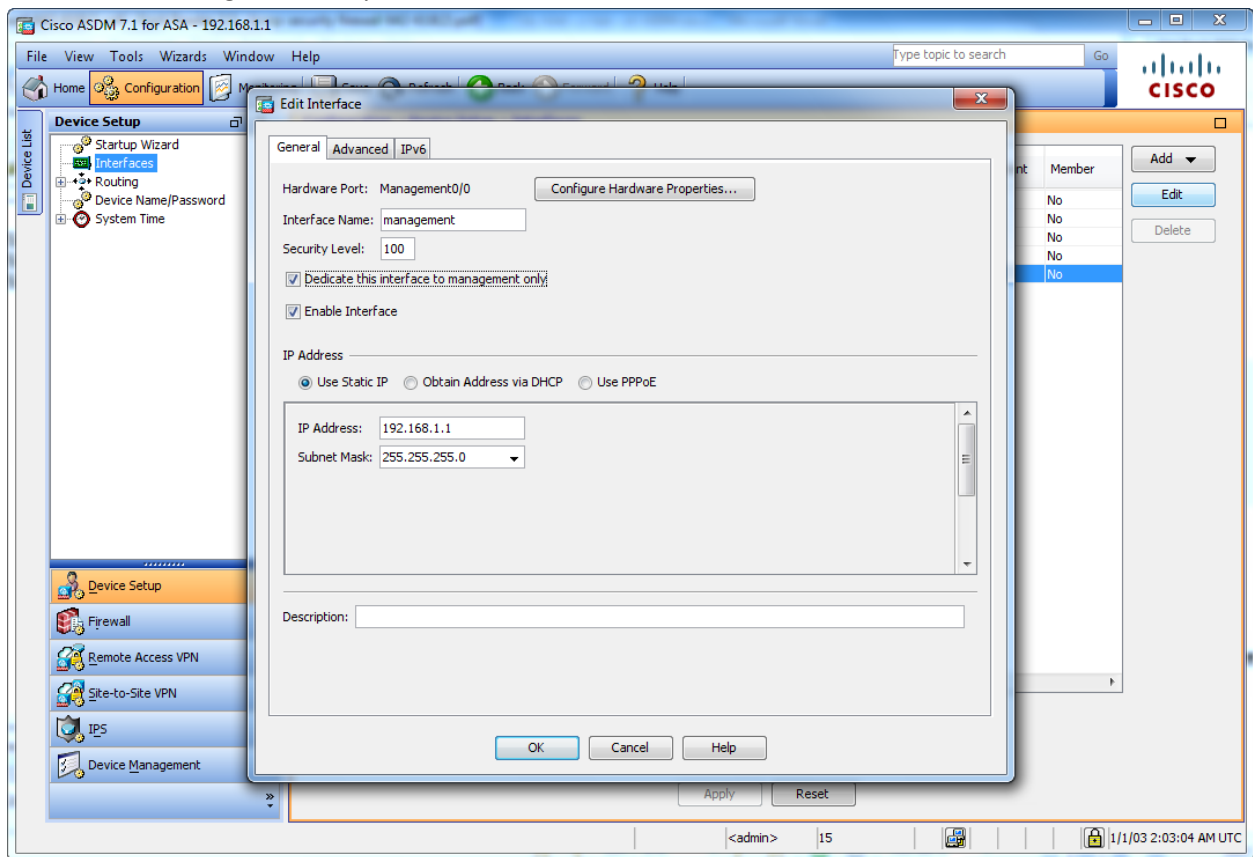 Cisco ASDM 7.1 for ASA - 192.168.1.1
File View Tools Wizards Window Help
Type topic to search Go
Home Configuration
CISCO
Device List
Device Setup
Startup Wizard
Interfaces
Routing
Device Name/Password
System Time
Edit Interface
General Advanced IPv6
Hardware Port: Management0/0 Configure Hardware Properties...
Interface Name: management
Security Level: 100
Dedicate this interface to management only
Enable Interface
IP Address
Use Static IP Obtain Address via DHCP Use PPPoE
IP Address: 192.168.1.1
Subnet Mask: 255.255.255.0
Description:
OK Cancel Help
nt Member
No
No
No
No
No
Add
Edit
Delete
Device Setup
Firewall
Remote Access VPN
Site-to-Site VPN
IPS
Device Management
Apply Reset
<admin> 15 1/1/03 2:03:04 AM UTC